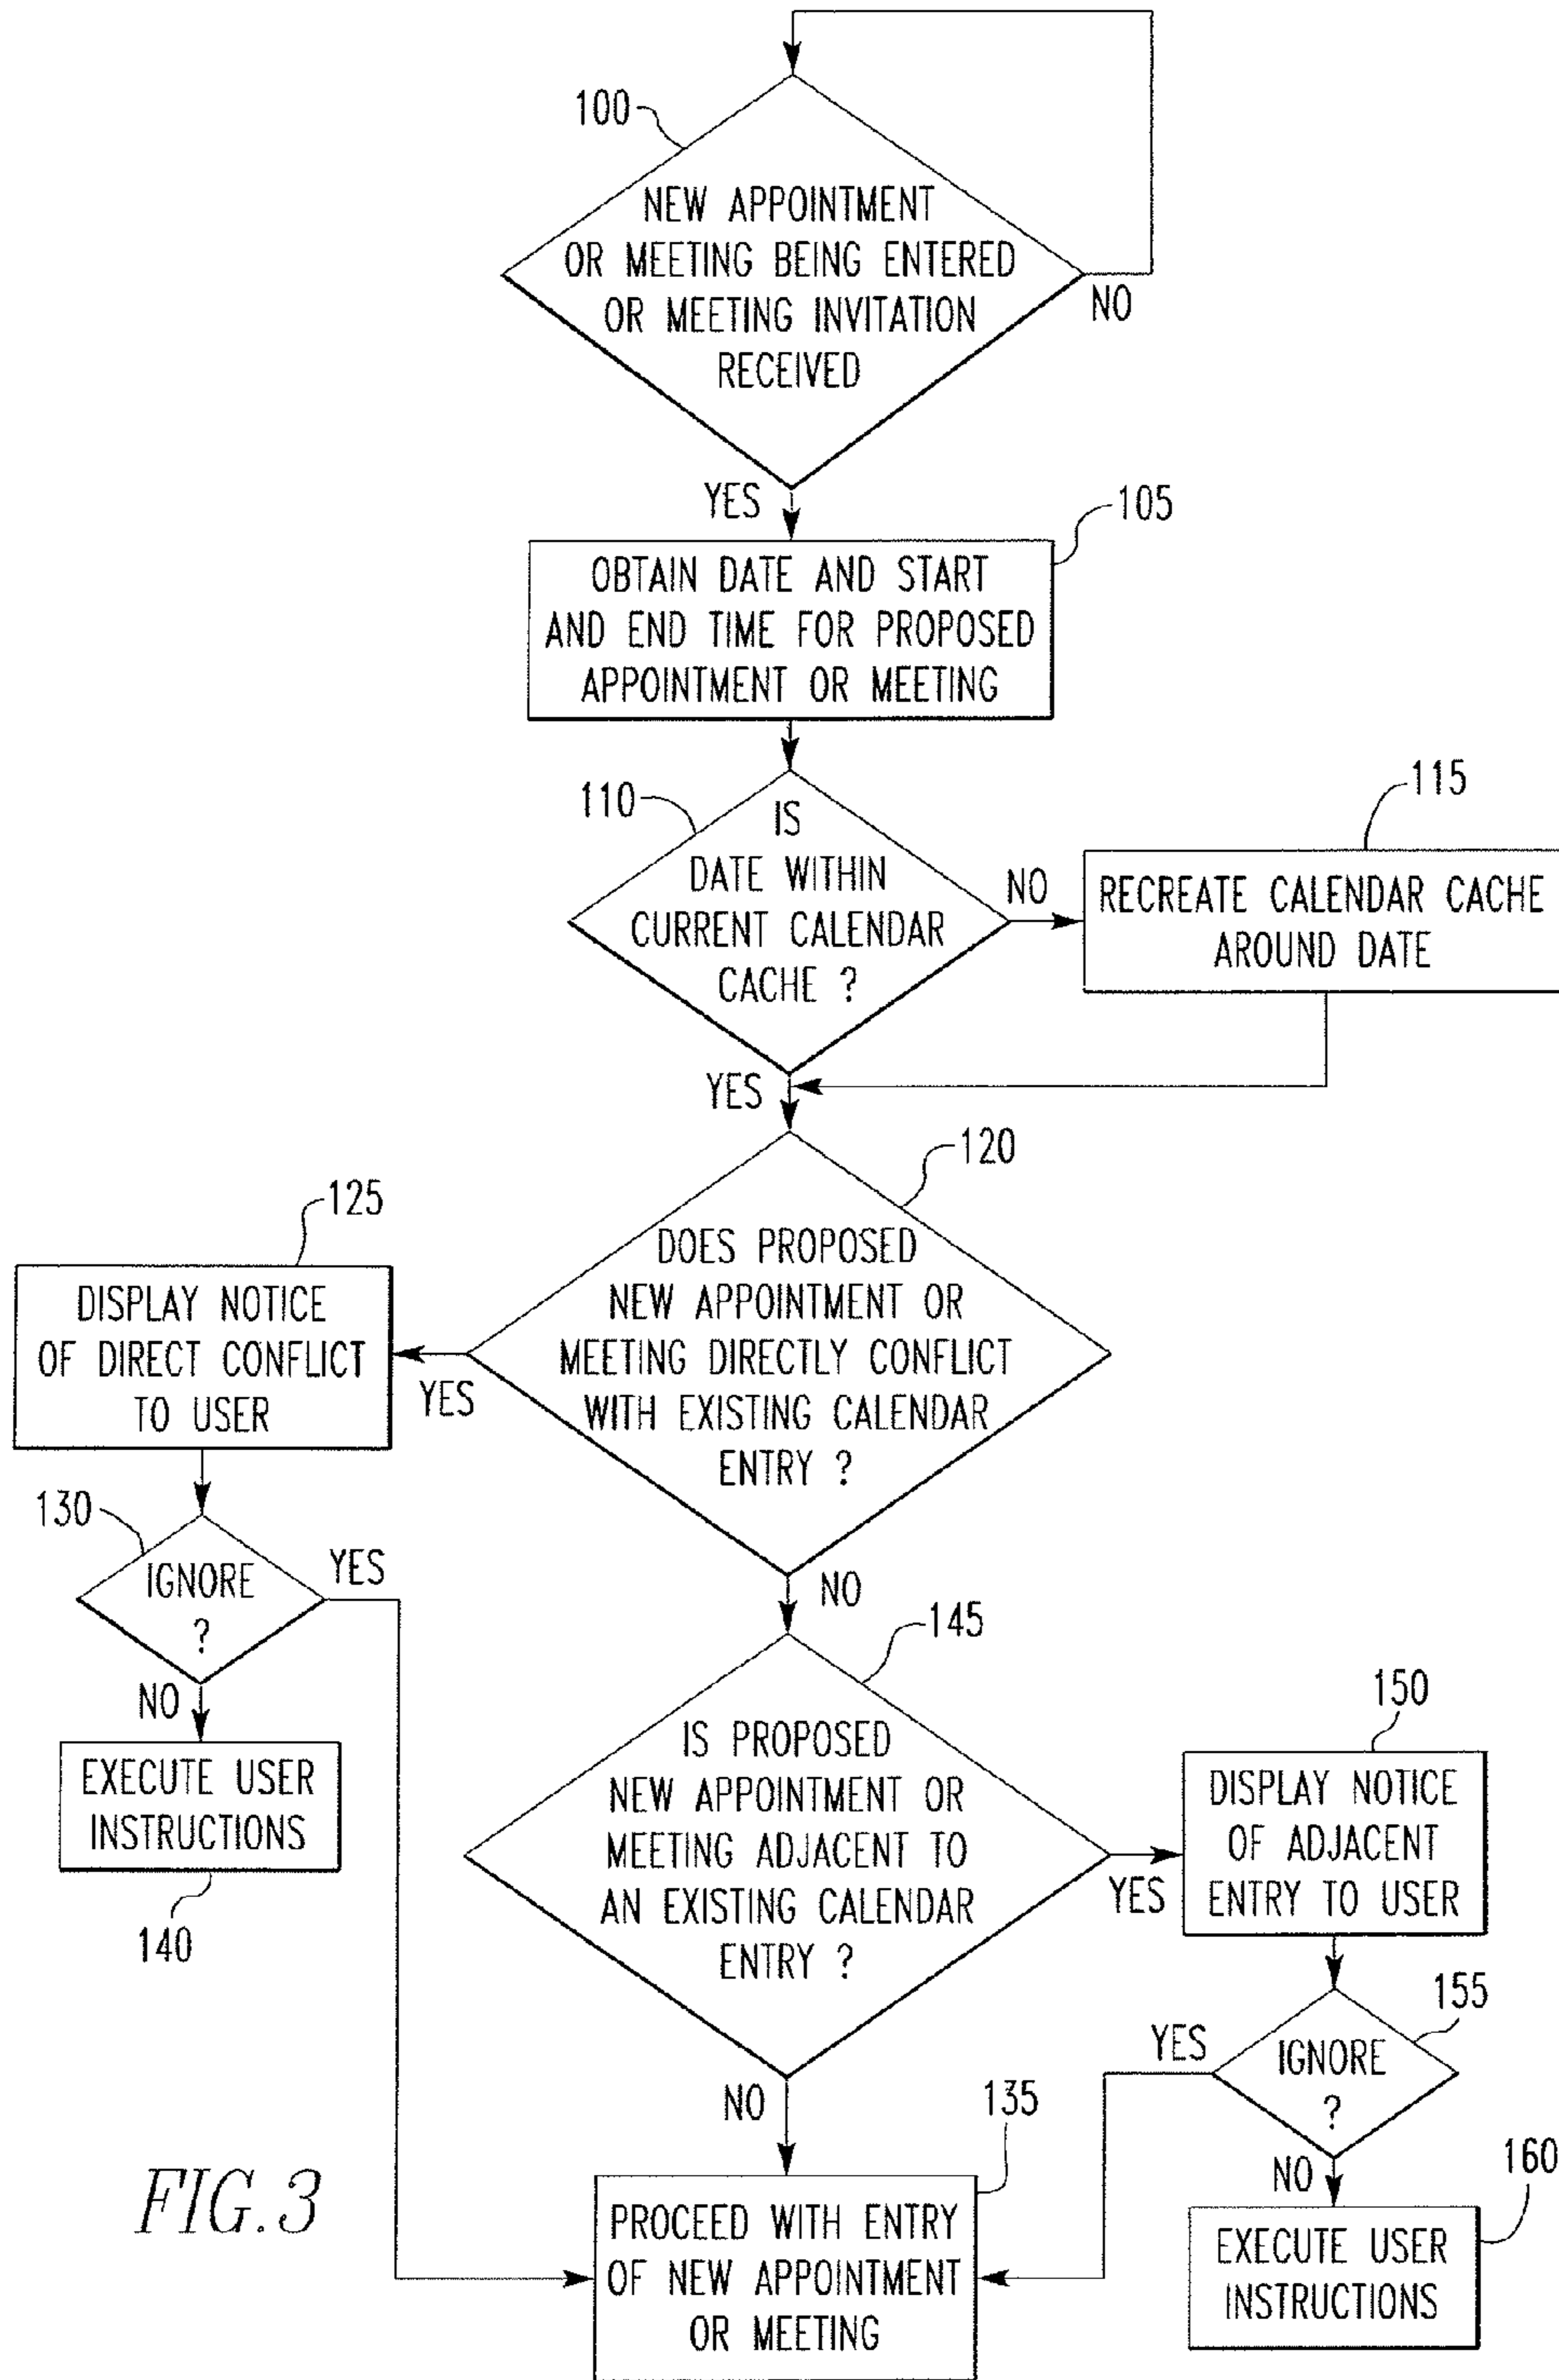 100
NEW APPOINTMENT
OR MEETING BEING ENTERED
OR MEETING INVITATION
RECEIVED
NO
YES
105
OBTAIN DATE AND START
AND END TIME FOR PROPOSED
APPOINTMENT OR MEETING
110
IS
DATE WITHIN
CURRENT CALENDAR
CACHE ?
NO
115
RECREATE CALENDAR CACHE
AROUND DATE
YES
120
DOES PROPOSED
NEW APPOINTMENT OR
MEETING DIRECTLY CONFLICT
WITH EXISTING CALENDAR
ENTRY ?
YES
125
DISPLAY NOTICE
OF DIRECT CONFLICT
TO USER
130
IGNORE
?
YES
NO
EXECUTE USER
INSTRUCTIONS
140
NO
145
IS PROPOSED
NEW APPOINTMENT OR
MEETING ADJACENT TO
AN EXISTING CALENDAR
ENTRY ?
YES
150
DISPLAY NOTICE
OF ADJACENT
ENTRY TO USER
155
IGNORE
?
YES
NO
160
EXECUTE USER
INSTRUCTIONS
NO
135
PROCEED WITH ENTRY
OF NEW APPOINTMENT
OR MEETING
FIG.3